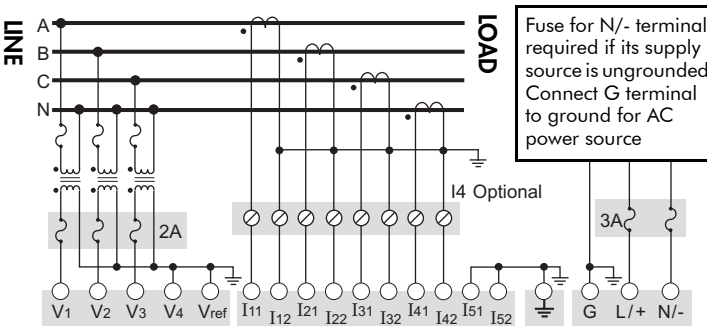 LINE
A
B
C
N
LOAD
Fuse for N/- terminal
required if its supply
source is ungrounded
Connect G terminal
to ground for AC
power source
I4 Optional
2A
3A
V1 V2 V3 V4 Vref I11 I12 I21 I22 I31 I32 I41 I42 I51 I52 G L/+ N/-